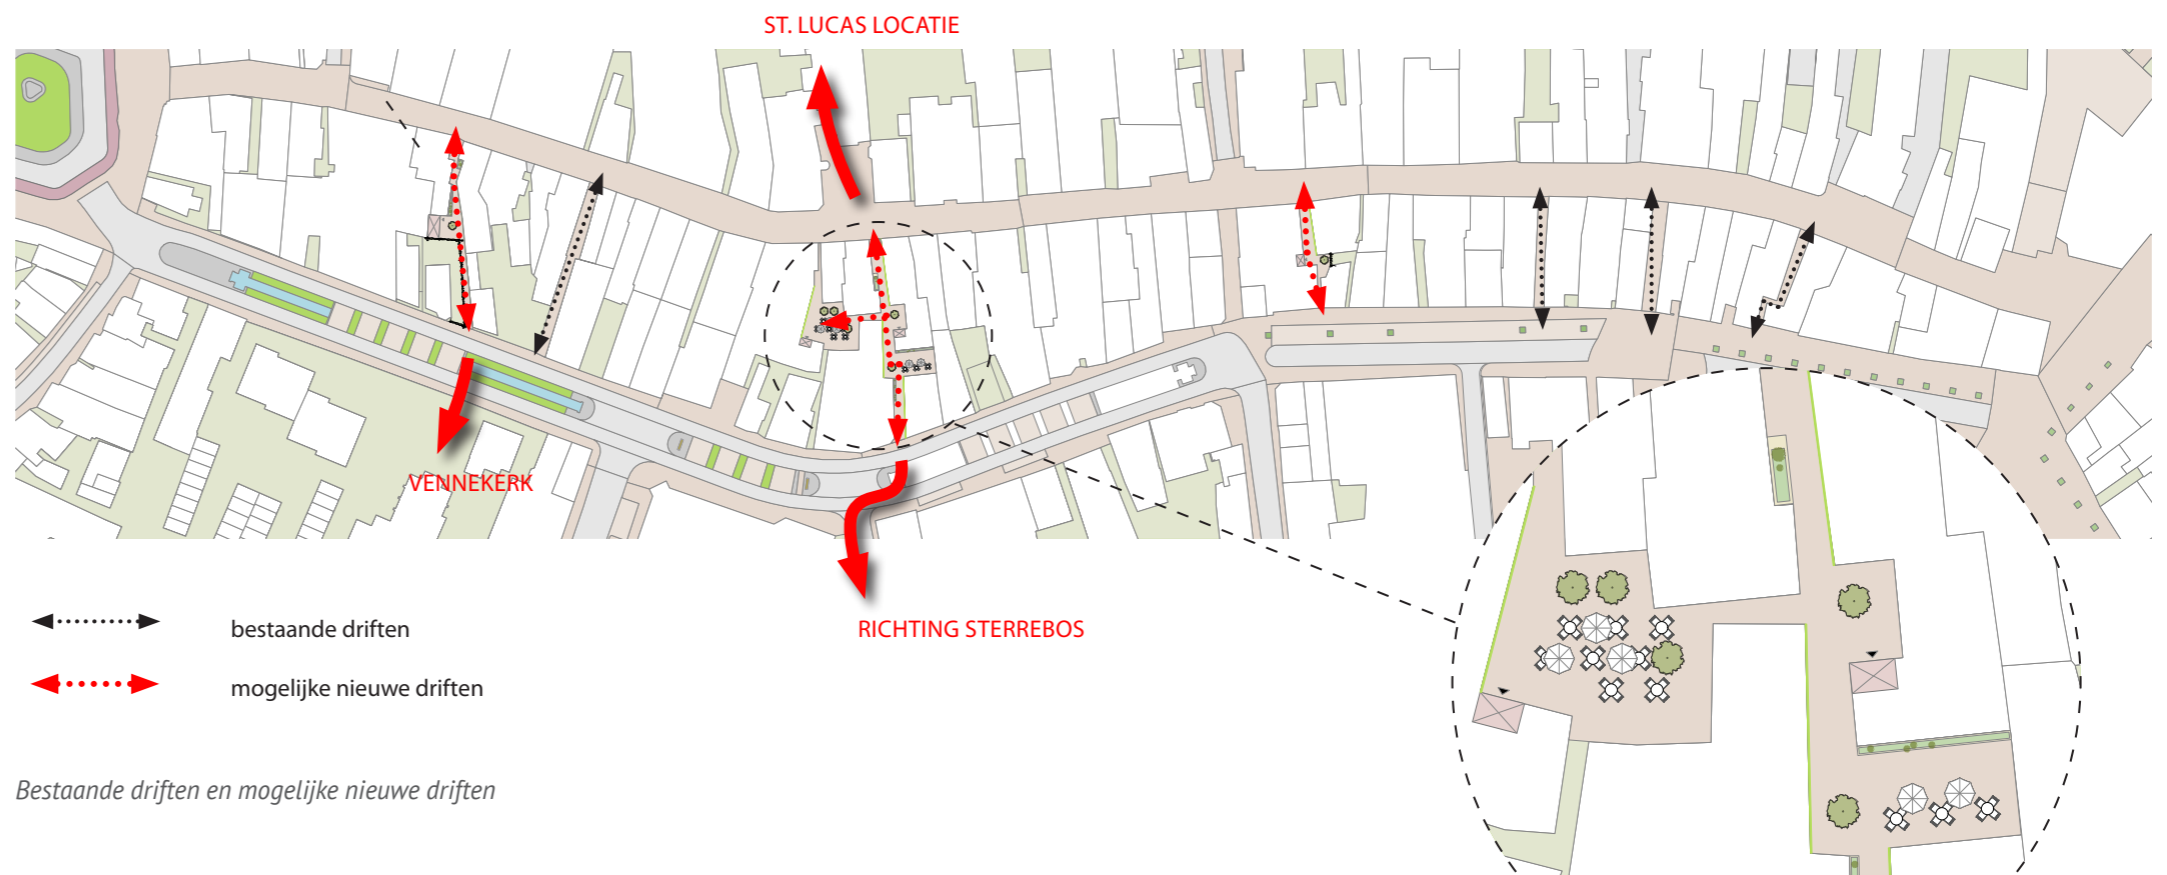 ST. LUCAS LOCATIE
VENNEKERK
RICHTING STERREBOS
bestaande driften
mogelijke nieuwe driften
Bestaande driften en mogelijke nieuwe driften